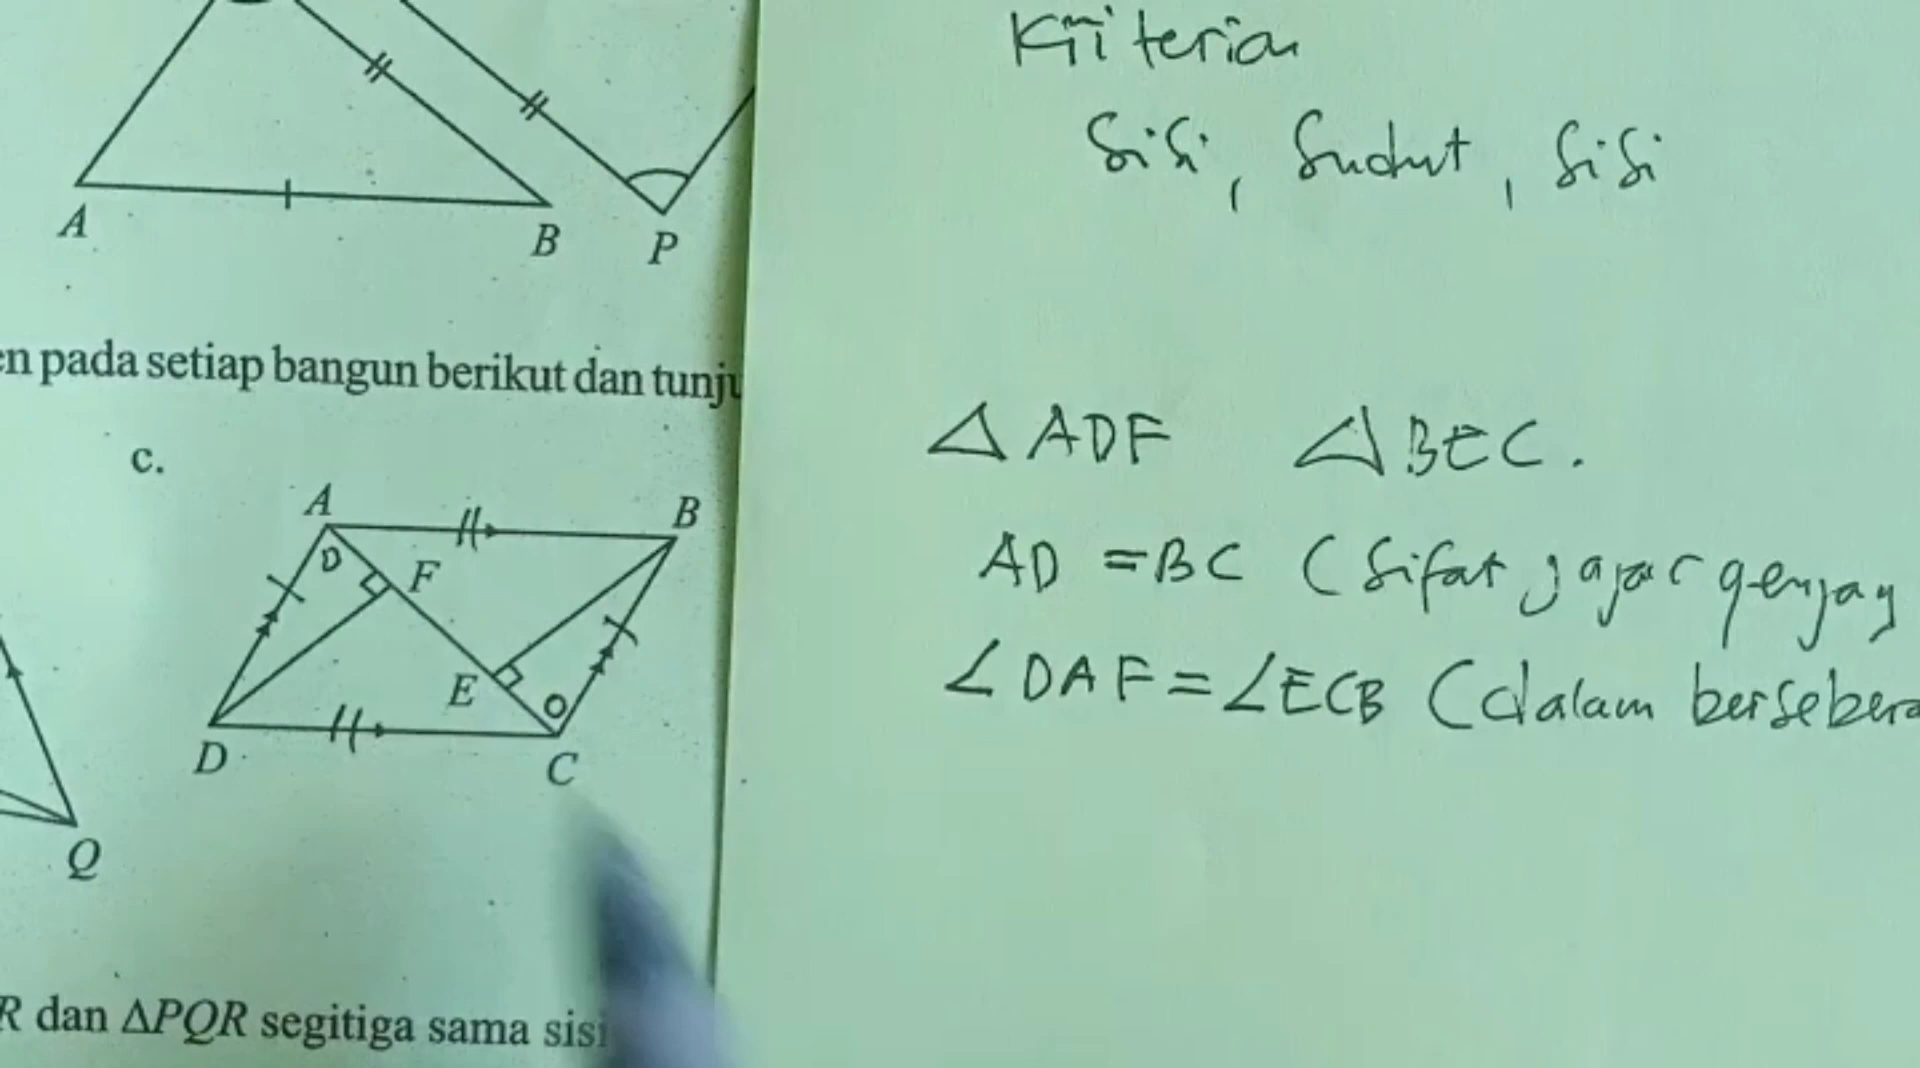 A
B
P
en pada setiap bangun berikut dan tunju
c.
A
B
D
F
E
O
D
C
Q
R dan ΔPQR segitiga sama sisi
Kriteria
Sisi, Sudut, Sisi
△ ADF △ BEC.
AD = BC (Sifat jajar genjang
∠DAF = ∠ECB (dalam bersebera